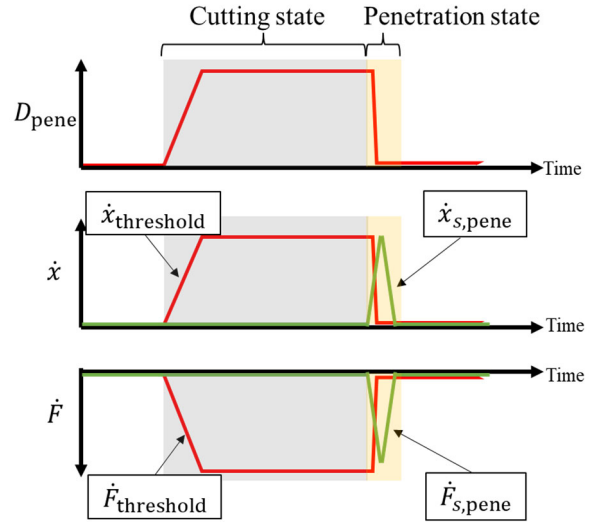 Cutting state Penetration state
D_pene
Time
ẋ_threshold
ẋ_s,pene
ẋ
Time
Time
Ḟ
Ḟ_threshold
Ḟ_s,pene